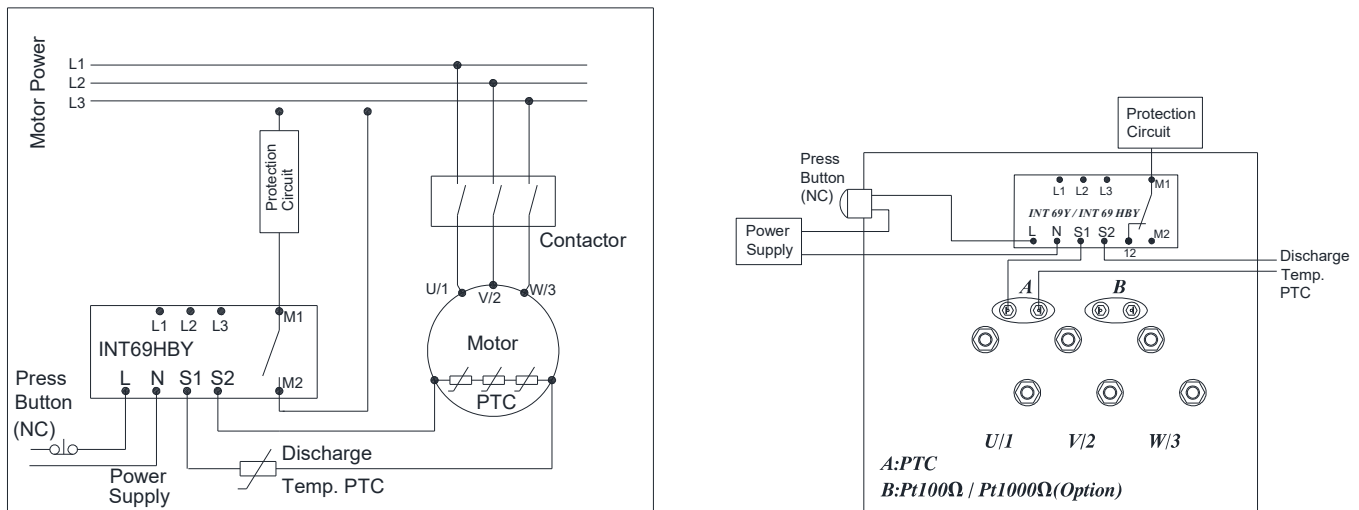 Motor Power
L1
L2
L3
Protection
Circuit
Contactor
U/1
V/2
W/3
Motor
PTC
L1 L2 L3
M1
INT69HBY
L N S1 S2
M2
Press
Button
(NC)
Power
Supply
Discharge
Temp. PTC
Protection
Circuit
Press
Button
(NC)
Power
Supply
L1 L2 L3
M1
INT 69Y / INT 69 HBY
L N S1 S2
M2
12
Discharge
Temp.
PTC
A B
U/1 V/2 W/3
A:PTC
B:Pt100Ω / Pt1000Ω(Option)